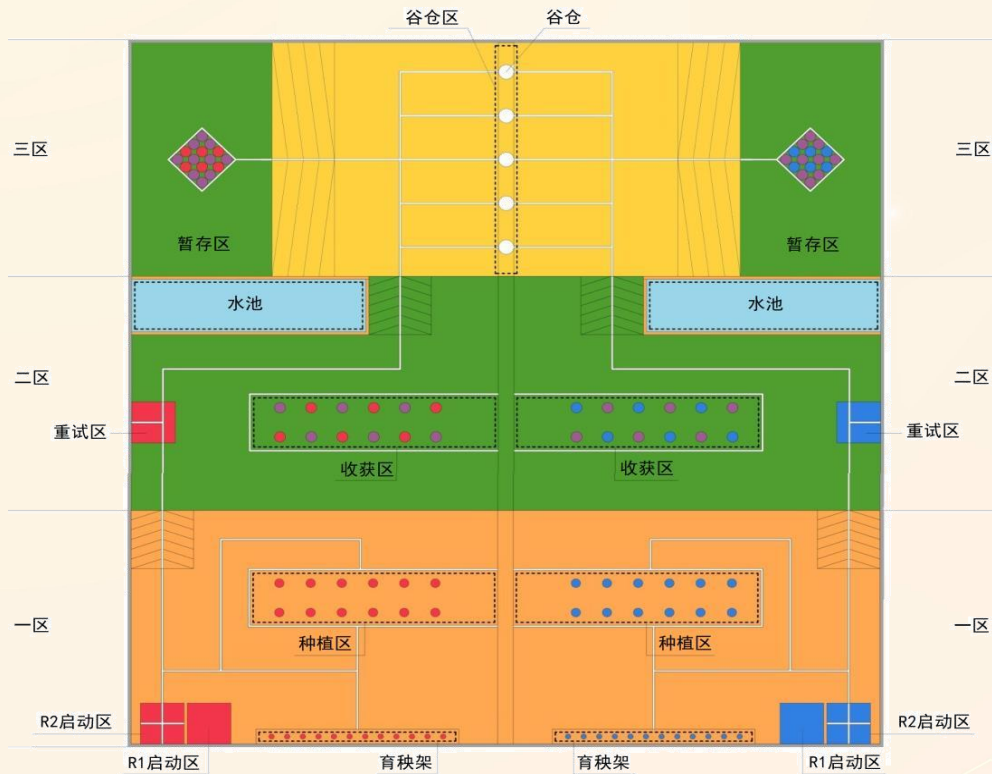 谷仓区 谷仓
三区 三区
暂存区 暂存区
水池 水池
二区 二区
重试区 重试区
收获区 收获区
一区 一区
种植区 种植区
R2启动区 R2启动区
R1启动区 育秧架 育秧架 R1启动区